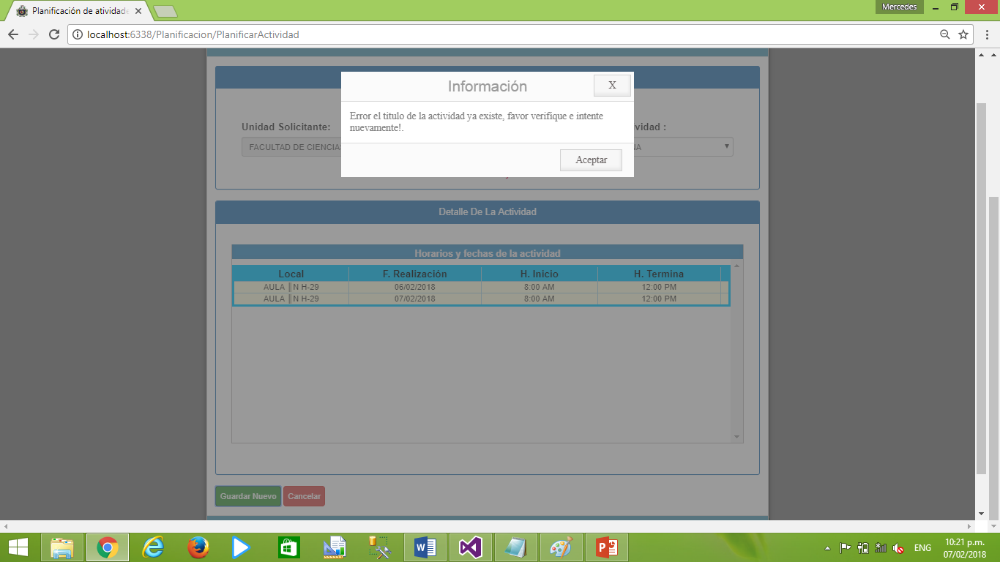 Planificación de atividade
Mercedes
localhost:6338/Planificacion/PlanificarActividad
Información
X
Error el titulo de la actividad ya existe, favor verifique e intente
nuevamente!.
Aceptar
Unidad Solicitante:
vidad :
FACULTAD DE CIENCIAS
NA
Detalle De La Actividad
Horarios y fechas de la actividad
Local F. Realización H. Inicio H. Termina
AULA ║N H-29 06/02/2018 8:00 AM 12:00 PM
AULA ║N H-29 07/02/2018 8:00 AM 12:00 PM
Guardar Nuevo Cancelar
ENG
10:21 p.m.
07/02/2018